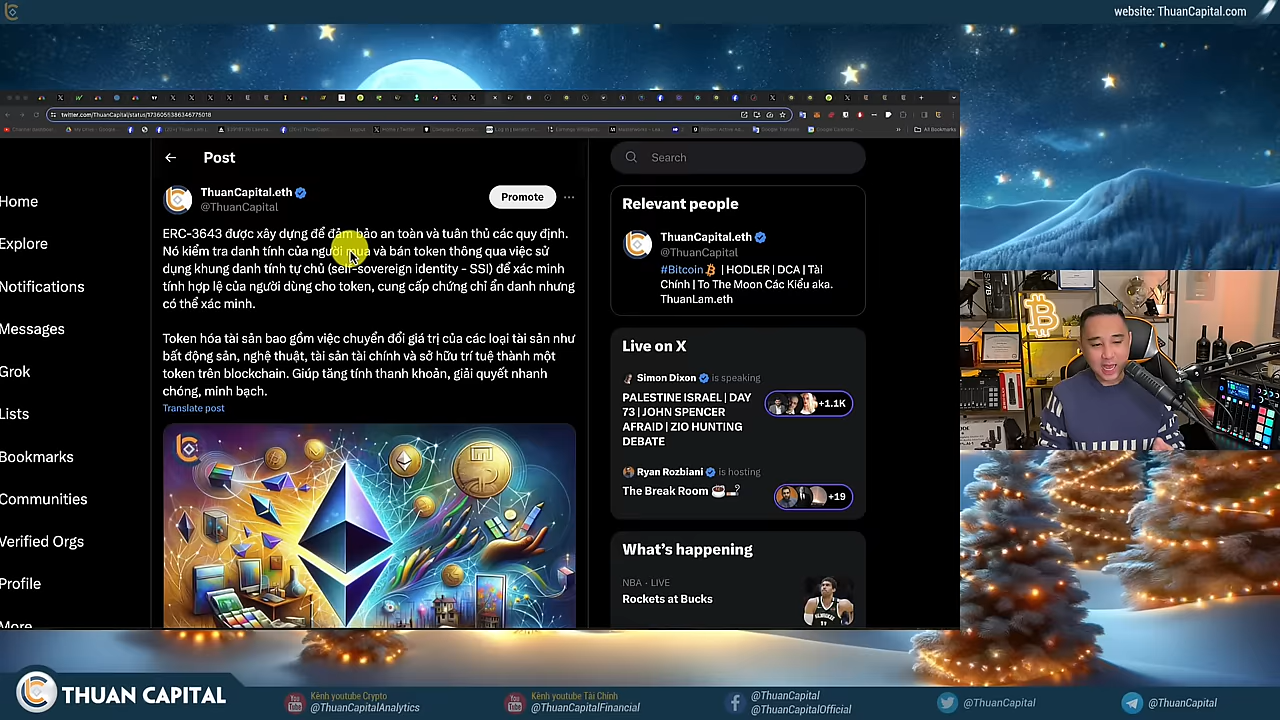 website: ThuanCapital.com
twitter.com/ThuanCapital/status/1736055386346775018
All Bookmarks
Home
Explore
Notifications
Messages
Grok
Lists
Bookmarks
Communities
Verified Orgs
Profile
More
Post
ThuanCapital.eth
@ThuanCapital
Promote
ERC-3643 được xây dựng để đảm bảo an toàn và tuân thủ các quy định.
Nó kiểm tra danh tính của người mua và bán token thông qua việc sử
dụng khung danh tính tự chủ (self-sovereign identity - SSI) để xác minh
tính hợp lệ của người dùng cho token, cung cấp chứng chỉ ẩn danh nhưng
có thể xác minh.
Token hóa tài sản bao gồm việc chuyển đổi giá trị của các loại tài sản như
bất động sản, nghệ thuật, tài sản tài chính và sở hữu trí tuệ thành một
token trên blockchain. Giúp tăng tính thanh khoản, giải quyết nhanh
chóng, minh bạch.
Translate post
Search
Relevant people
ThuanCapital.eth
@ThuanCapital
#Bitcoin | HODLER | DCA | Tài
Chính | To The Moon Các Kiểu aka.
ThuanLam.eth
Live on X
Simon Dixon is speaking
PALESTINE ISRAEL | DAY
73 | JOHN SPENCER
AFRAID | ZIO HUNTING
DEBATE
+1.1K
Ryan Rozbiani is hosting
The Break Room
+19
What's happening
NBA · LIVE
Rockets at Bucks
THUAN CAPITAL
Kênh youtube Crypto
@ThuanCapitalAnalytics
Kênh youtube Tài Chính
@ThuanCapitalFinancial
@ThuanCapital
@ThuanCapitalOfficial
@ThuanCapital
@ThuanCapital